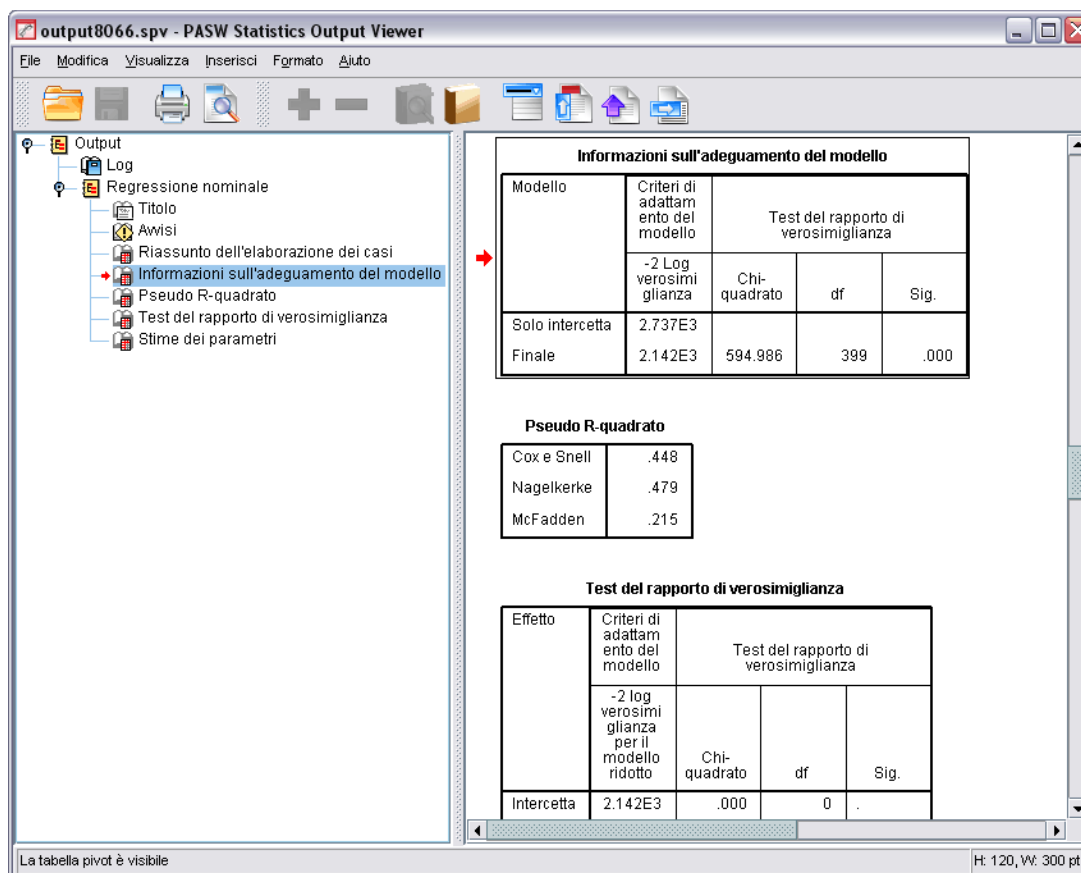 output8066.spv - PASW Statistics Output Viewer
File Modifica Visualizza Inserisci Formato Aiuto
Output
Log
Regressione nominale
Titolo
Avvisi
Riassunto dell'elaborazione dei casi
Informazioni sull'adeguamento del modello
Pseudo R-quadrato
Test del rapporto di verosimiglianza
Stime dei parametri
Informazioni sull'adeguamento del modello
Modello
Criteri di
adattam
ento del
modello
Test del rapporto di
verosimiglianza
-2 Log
verosimi
glianza
Chi-
quadrato
df
Sig.
Solo intercetta 2.737E3
Finale 2.142E3 594.986 399 .000
Pseudo R-quadrato
Cox e Snell .448
Nagelkerke .479
McFadden .215
Test del rapporto di verosimiglianza
Effetto
Criteri di
adattam
ento del
modello
Test del rapporto di
verosimiglianza
-2 log
verosimi
glianza
per il
modello
ridotto
Chi-
quadrato
df
Sig.
Intercetta 2.142E3 .000 0 .
La tabella pivot è visibile
H: 120, W: 300 pt